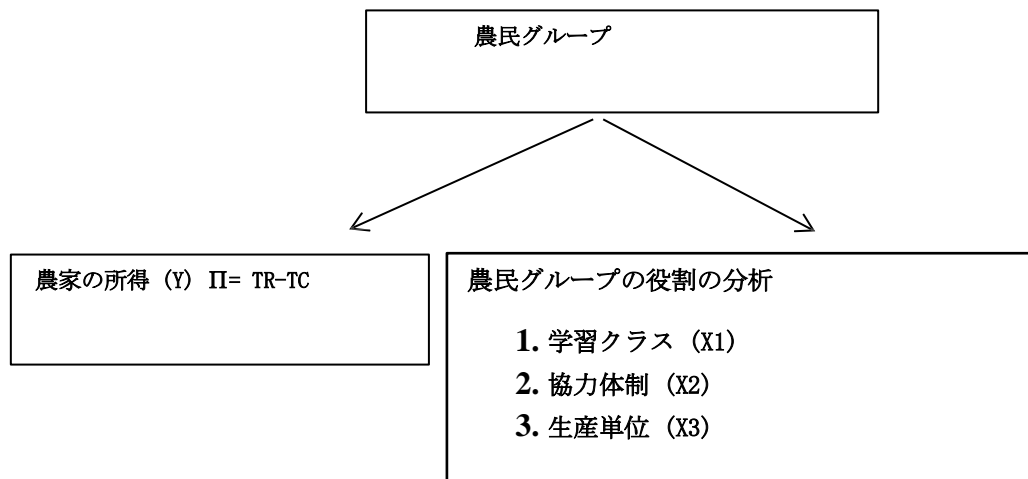 農民グループ
農家の所得 (Y) Π= TR-TC
農民グループの役割の分析
1. 学習クラス (X1)
2. 協力体制 (X2)
3. 生産単位 (X3)